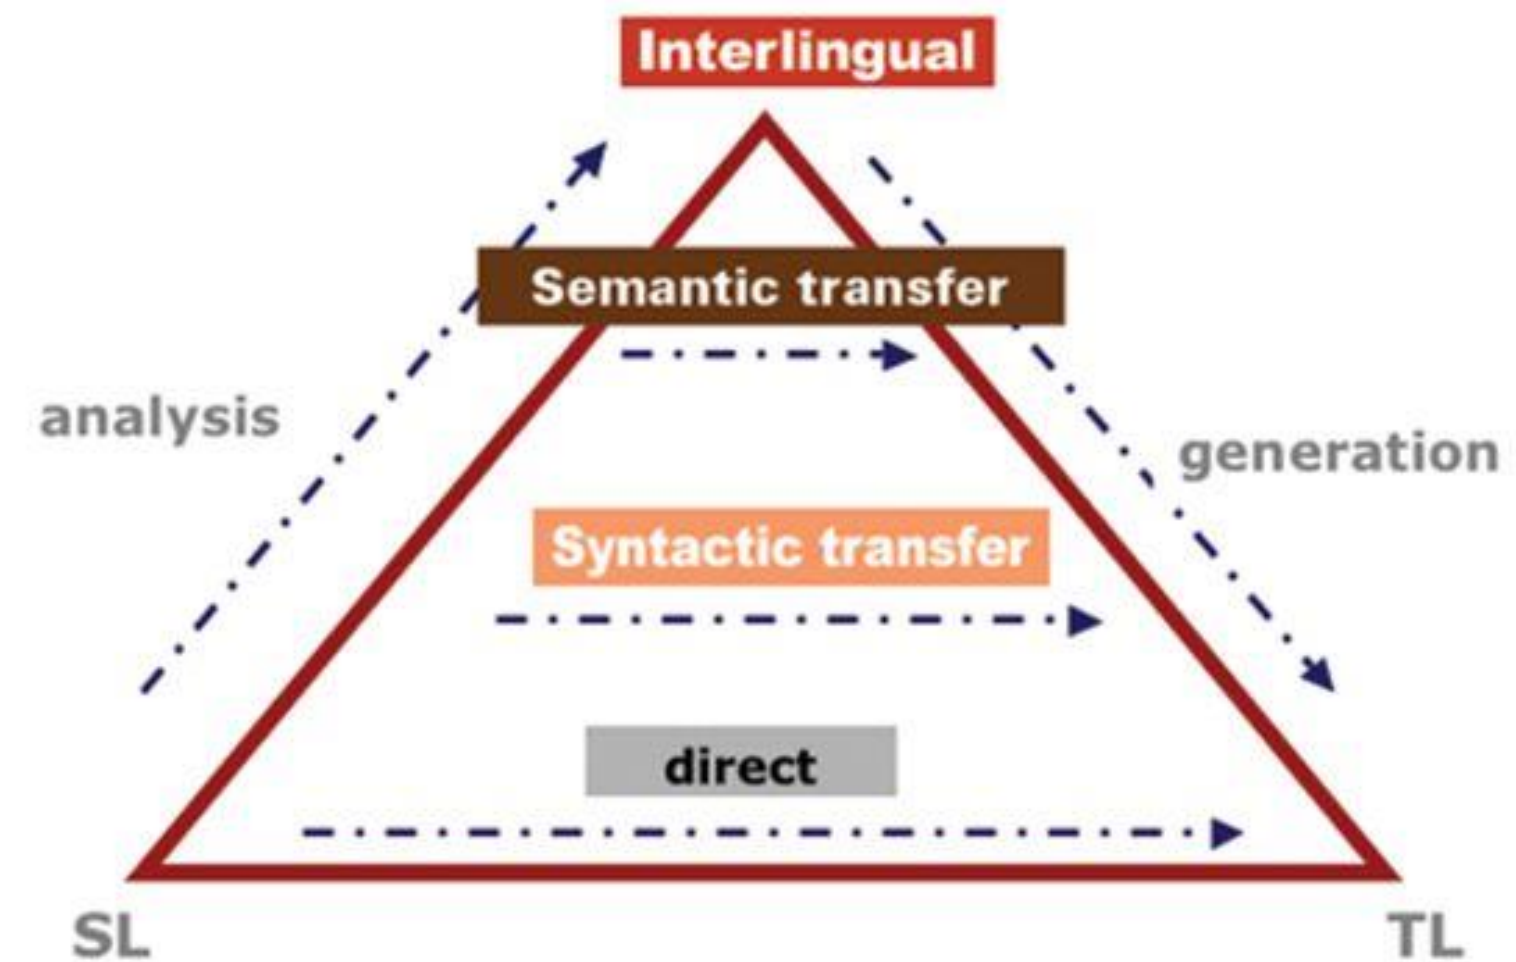 Interlingual
Semantic transfer
analysis
generation
Syntactic transfer
direct
SL
TL